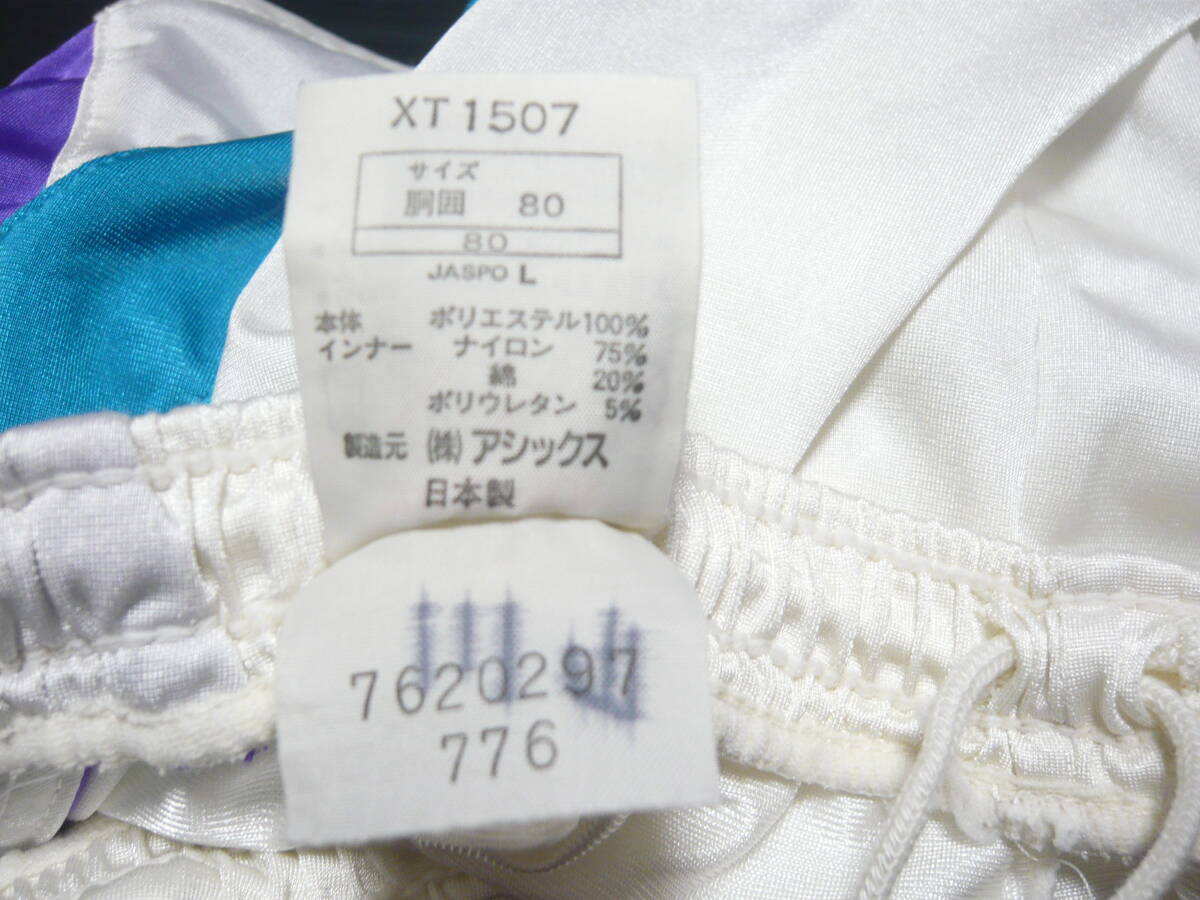 XT1507
サイズ
胴囲 80
80
JASPO L
本体 ポリエステル100%
インナー ナイロン 75%
綿 20%
ポリウレタン 5%
製造元 ㈱アシックス
日本製
7620297
776